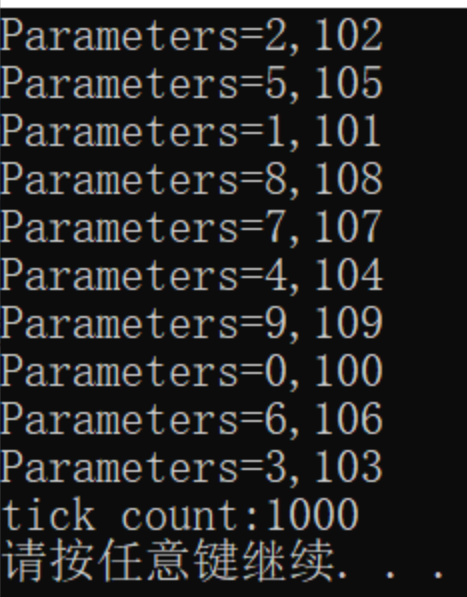 Parameters=2,102
Parameters=5,105
Parameters=1,101
Parameters=8,108
Parameters=7,107
Parameters=4,104
Parameters=9,109
Parameters=0,100
Parameters=6,106
Parameters=3,103
tick count:1000
请按任意键继续. . .